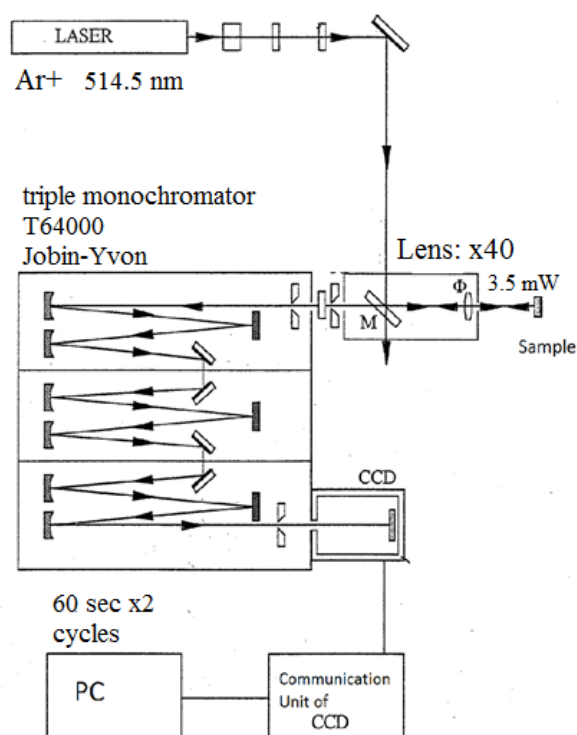 LASER
Ar+ 514.5 nm
triple monochromator
T64000
Jobin-Yvon
Lens: x40
Φ
3.5 mW
M
Sample
CCD
60 sec x2
cycles
PC
Communication
Unit of
CCD